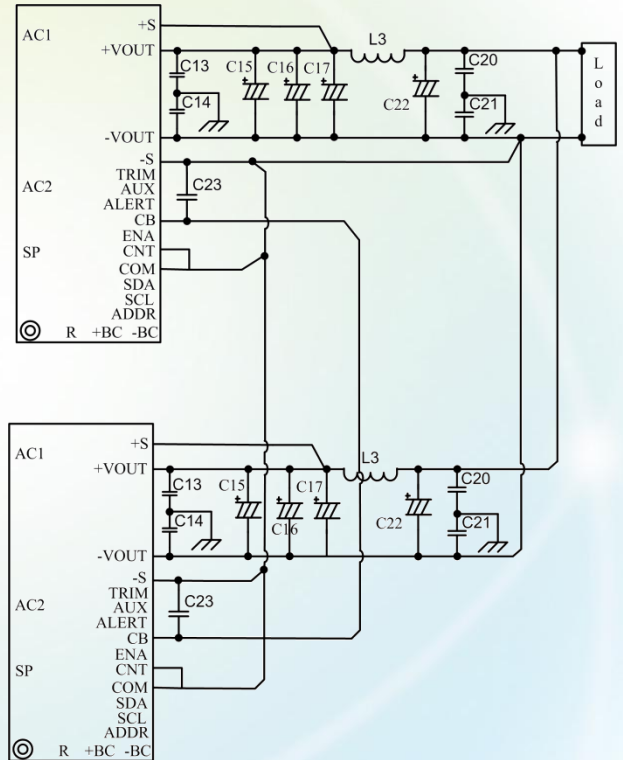 +S
AC1
+VOUT
L3
C13
C15
C16
C17
C20
Load
C14
C22
C21
-VOUT
-S
TRIM
AC2
AUX
C23
ALERT
CB
ENA
SP
CNT
COM
SDA
SCL
ADDR
R +BC -BC
+S
AC1
+VOUT
L3
C13
C15
C17
C20
C14
C16
C22
C21
-VOUT
-S
TRIM
AC2
AUX
C23
ALERT
CB
ENA
SP
CNT
COM
SDA
SCL
ADDR
R +BC -BC